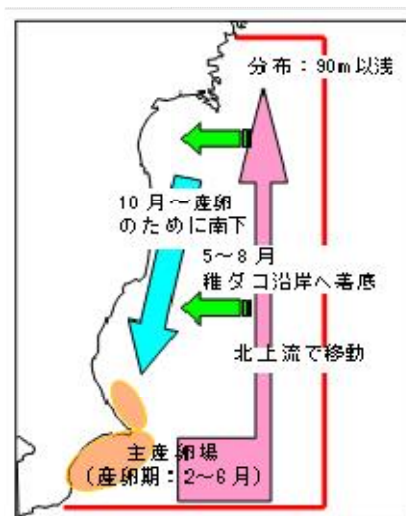 分布：90m以浅
10月～産卵
のために南下
5～8月
稚ダコ沿岸へ着底
北上流で移動
主産卵場
（産卵期：2～6月）